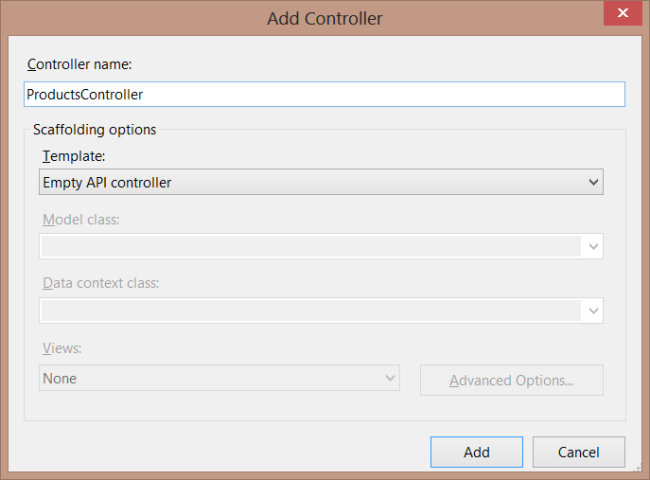 Add Controller
Controller name:
ProductsController
Scaffolding options
Template:
Empty API controller
Model class:
Data context class:
Views:
None
Advanced Options...
Add
Cancel